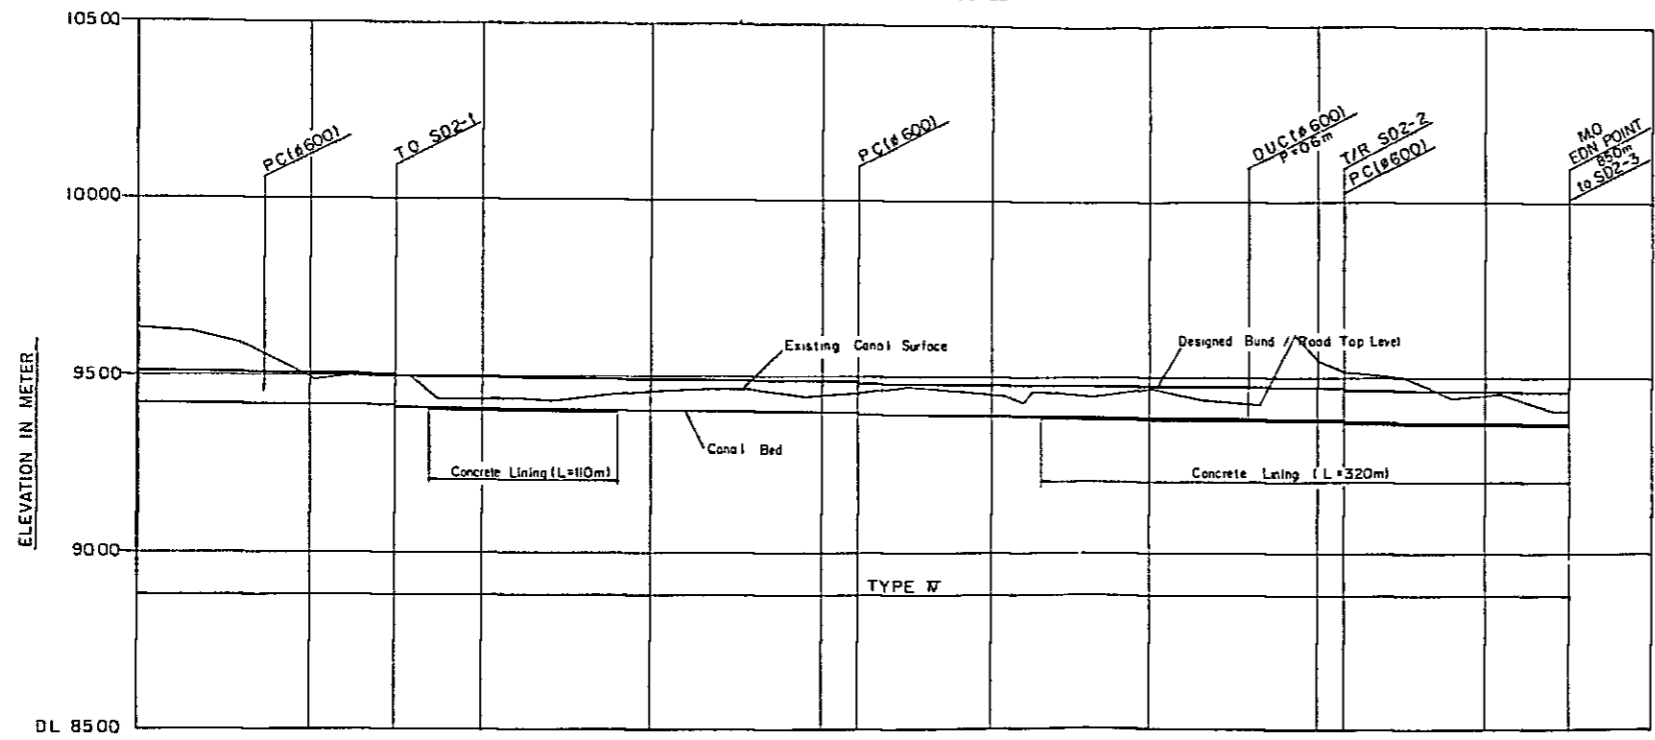 10500
PC(ø600)
TO SD2-1
PC(ø600)
DUC(ø600)
P=0.6m
T/R SD2-2
PC(ø600)
M.O
EDN POINT
850m
to SD2-3
10000
ELEVATION IN METER
Existing Canal Surface
Designed Bund / Road Top Level
9500
Canal Bed
Concrete Lining (L=110m)
Concrete Lining (L=320m)
9000
TYPE IV
DL 8500